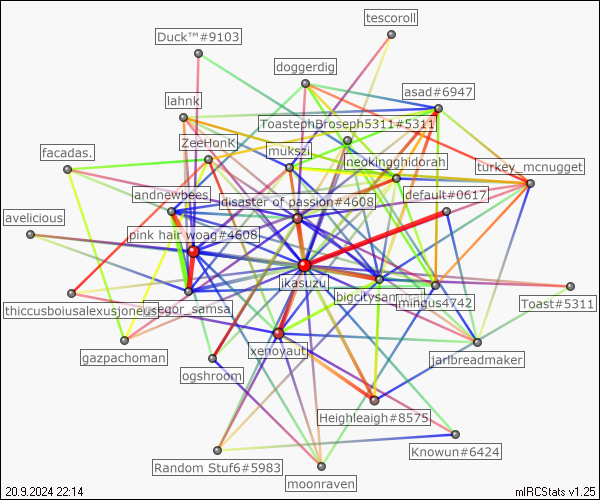 tescoroll
Duck™#9103
doggerdig
asad#6947
lahnk
ToastephBroseph5311#5311
ZeeHonK
mukszi
neokingghidorah
turkey_mcnugget
facadas.
andnewbees
disaster of passion#4608
default#0617
avelicious
pink hair woag#4608
ikasuzu
bigcitysamurai
mingus4742
Toast#5311
thiccusboiusalexusjoneus
gregor_samsa
gazpachoman
xenoyaut
jarlbreadmaker
ogshroom
Heighleaigh#8575
Knowun#6424
Random Stuf6#5983
moonraven
20.9.2024 22:14
mIRCStats v1.25